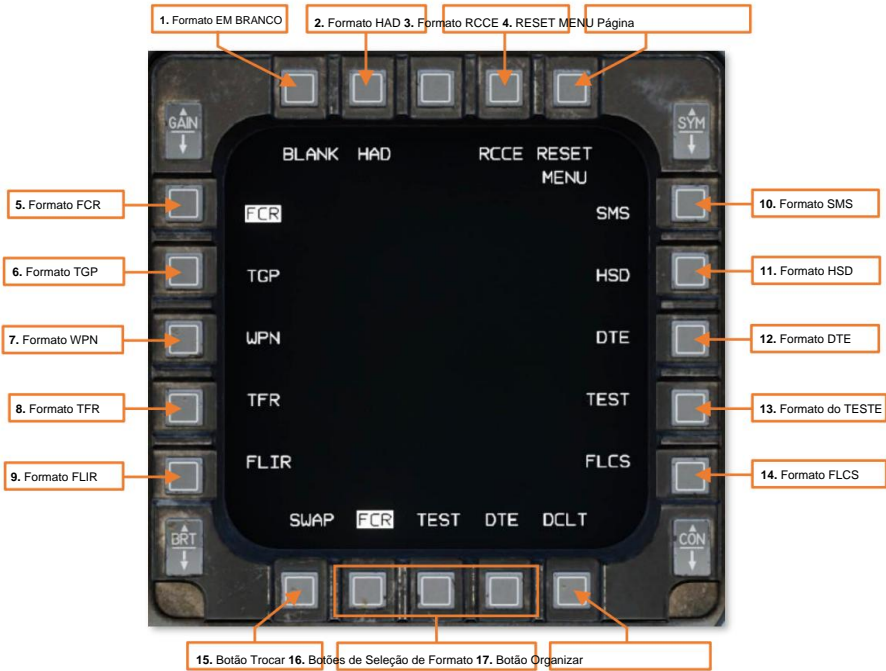 1. Formato EM BRANCO
2. Formato HAD 3. Formato RCCE 4. RESET MENU Página
GAIN
SYM
BLANK HAD RCCE RESET
MENU
5. Formato FCR
FCR
SMS
10. Formato SMS
6. Formato TGP
TGP
HSD
11. Formato HSD
7. Formato WPN
WPN
DTE
12. Formato DTE
8. Formato TFR
TFR
TEST
13. Formato do TESTE
9. Formato FLIR
FLIR
FLCS
14. Formato FLCS
SWAP FCR TEST DTE DCLT
BRT
CON
15. Botão Trocar 16. Botões de Seleção de Formato 17. Botão Organizar